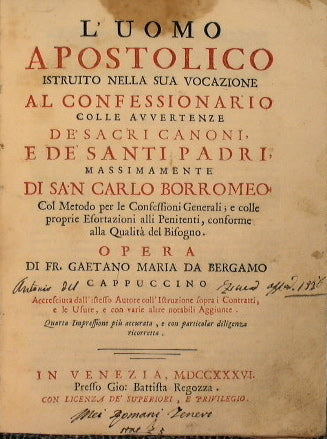 L'UOMO
APOSTOLICO
ISTRUITO NELLA SUA VOCAZIONE
AL CONFESSIONARIO
COLLE AVVERTENZE
DE' SACRI CANONI,
E DE' SANTI PADRI,
MASSIMAMENTE
DI SAN CARLO BORROMEO.
Col Metodo per le Confessioni Generali; e colle
proprie Esortazioni alli Penitenti, conforme
alla Qualità del Bisogno.
OPERA
DI FR. GAETANO MARIA DA BERGAMO
CAPPUCCINO
Antonio del
Accresciuta dall' istesso Autore coll' Istruzione sopra i Contratti,
e le Usure, e con varie altre notabili Aggiunte.
Quarta Impressione più accurata, e con particolar diligenza
ricorretta.
IN VENEZIA, MDCCXXXVI.
Presso Gio: Battista Regozza.
CON LICENZA DE' SUPERIORI, E PRIVILEGIO.